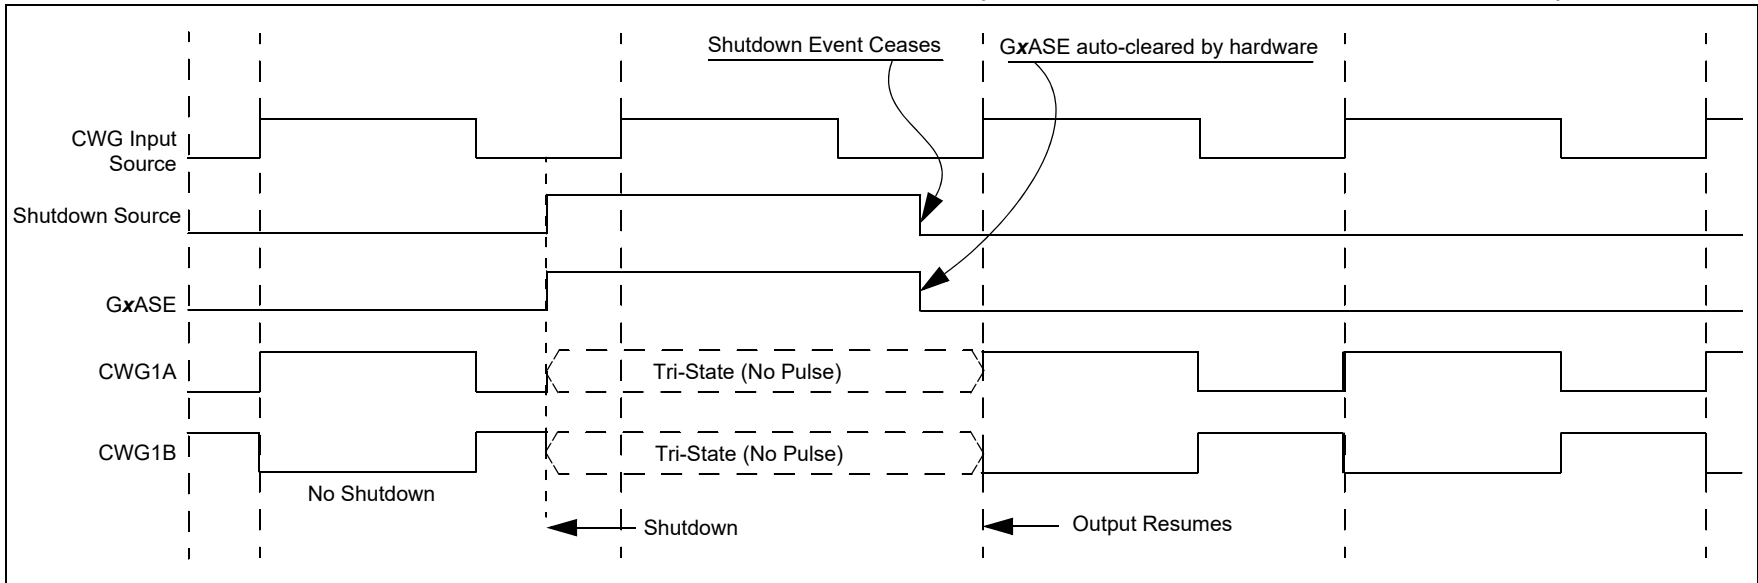 Shutdown Event Ceases
GxASE auto-cleared by hardware
CWG Input
Source
Shutdown Source
GxASE
CWG1A
Tri-State (No Pulse)
CWG1B
Tri-State (No Pulse)
No Shutdown
Shutdown
Output Resumes